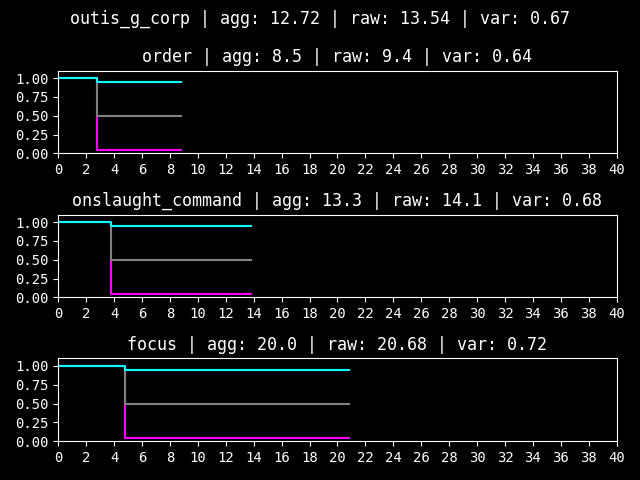 outis_g_corp | agg: 12.72 | raw: 13.54 | var: 0.67
order | agg: 8.5 | raw: 9.4 | var: 0.64
1.00
0.75
0.50
0.25
0.00
0 2 4 6 8 10 12 14 16 18 20 22 24 26 28 30 32 34 36 38 40
onslaught_command | agg: 13.3 | raw: 14.1 | var: 0.68
1.00
0.75
0.50
0.25
0.00
0 2 4 6 8 10 12 14 16 18 20 22 24 26 28 30 32 34 36 38 40
focus | agg: 20.0 | raw: 20.68 | var: 0.72
1.00
0.75
0.50
0.25
0.00
0 2 4 6 8 10 12 14 16 18 20 22 24 26 28 30 32 34 36 38 40